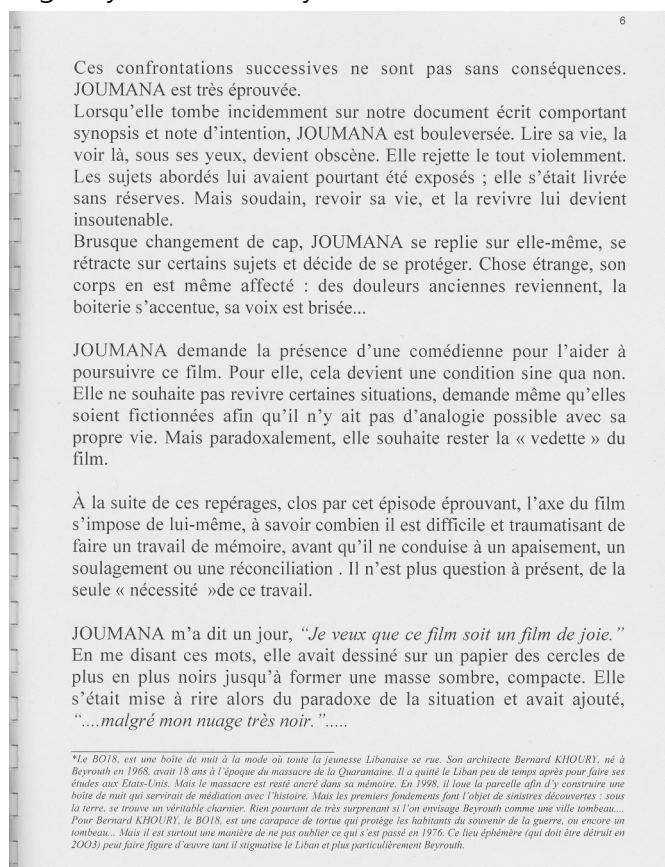 6
Ces confrontations successives ne sont pas sans conséquences.
JOUMANA est très éprouvée.
Lorsqu'elle tombe incidemment sur notre document écrit comportant
synopsis et note d'intention, JOUMANA est bouleversée. Lire sa vie, la
voir là, sous ses yeux, devient obscène. Elle rejette le tout violemment.
Les sujets abordés lui avaient pourtant été exposés ; elle s'était livrée
sans réserves. Mais soudain, revoir sa vie, et la revivre lui devient
insoutenable.
Brusque changement de cap, JOUMANA se replie sur elle-même, se
rétracte sur certains sujets et décide de se protéger. Chose étrange, son
corps en est même affecté : des douleurs anciennes reviennent, la
boiterie s'accentue, sa voix est brisée...
JOUMANA demande la présence d'une comédienne pour l'aider à
poursuivre ce film. Pour elle, cela devient une condition sine qua non.
Elle ne souhaite pas revivre certaines situations, demande même qu'elles
soient fictionnées afin qu'il n'y ait pas d'analogie possible avec sa
propre vie. Mais paradoxalement, elle souhaite rester la « vedette » du
film.
À la suite de ces repérages, clos par cet épisode éprouvant, l'axe du film
s'impose de lui-même, à savoir combien il est difficile et traumatisant de
faire un travail de mémoire, avant qu'il ne conduise à un apaisement, un
soulagement ou une réconciliation . Il n'est plus question à présent, de la
seule « nécessité »de ce travail.
JOUMANA m'a dit un jour, “Je veux que ce film soit un film de joie.”
En me disant ces mots, elle avait dessiné sur un papier des cercles de
plus en plus noirs jusqu'à former une masse sombre, compacte. Elle
s'était mise à rire alors du paradoxe de la situation et avait ajouté,
“....malgré mon nuage très noir.”.....
*Le BO18, est une boîte de nuit à la mode où toute la jeunesse Libanaise se rue. Son architecte Bernard KHOURY, né à
Beyrouth en 1968, avait 18 ans à l'époque du massacre de la Quarantaine. Il a quitté le Liban peu de temps après pour faire ses
études aux Etats-Unis. Mais le massacre est resté ancré dans sa mémoire. En 1998, il loue la parcelle afin d'y construire une
boîte de nuit qui servirait de médiation avec l'histoire. Mais les premiers fondements font l'objet de sinistres découvertes : sous
la terre, se trouve un véritable charnier. Rien pourtant de très surprenant si l'on envisage Beyrouth comme une ville tombeau....
Pour Bernard KHOURY, le BO18, est une carapace de tortue qui protège les habitants du souvenir de la guerre, ou encore un
tombeau... Mais il est surtout une manière de ne pas oublier ce qui s'est passé en 1976. Ce lieu éphémère (qui doit être détruit en
2OO3) peut faire figure d'œuvre tant il stigmatise le Liban et plus particulièrement Beyrouth.